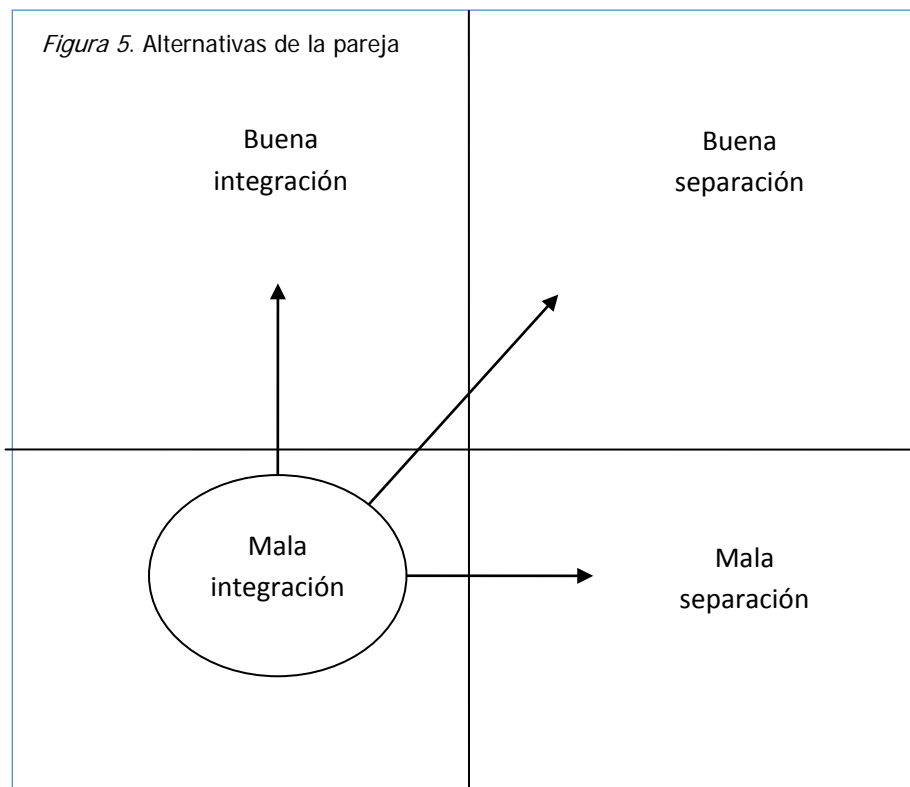 Figura 5. Alternativas de la pareja
Buena
integración
Buena
separación
Mala
integración
Mala
separación